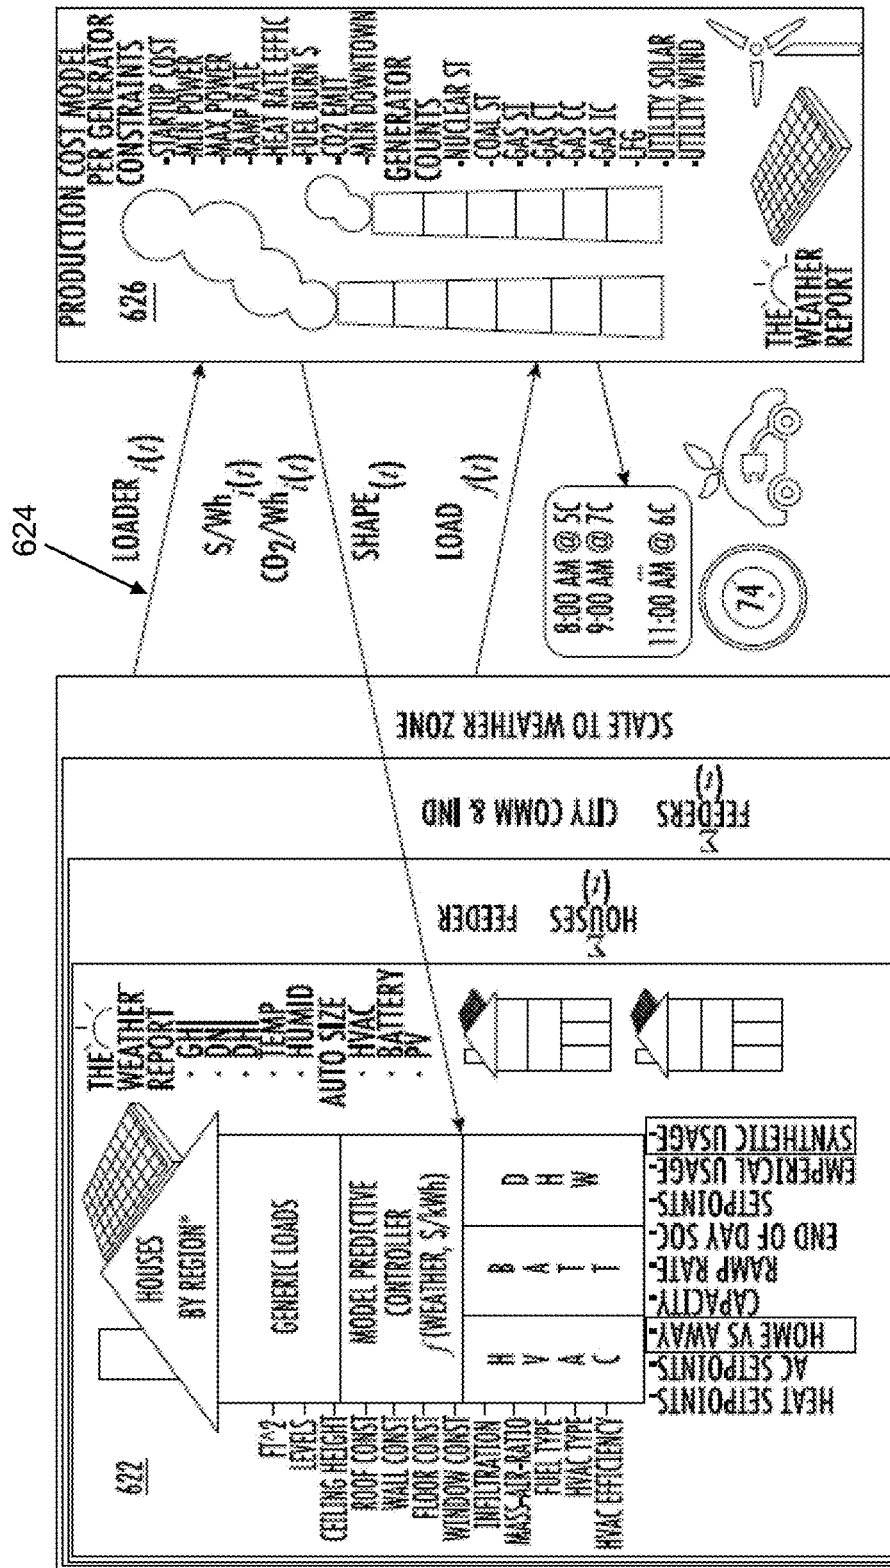 622
HOUSES
BY REGION*
GENERIC LOADS
MODEL PREDICTIVE
CONTROLLER
f(WEATHER, $/kWh)
HVAC
BATT
DHW
FT^2
LEVELS
CEILING HEIGHT
ROOF CONST
WALL CONST
FLOOR CONST
WINDOW CONST
INFILTRATION
MASS-AIR-RATIO
FUEL TYPE
HVAC TYPE
HVAC EFFICIENCY
-HEAT SETPOINTS
-AC SETPOINTS
-HOME VS AWAY
-CAPACITY
-RAMP RATE
-END OF DAY SOC
-SETPOINTS
-EMPERICAL USAGE
-SYNTHETIC USAGE
THE
WEATHER
REPORT
- GHI
- DNI
- DHI
- TEMP
- HUMID
AUTO SIZE
- HVAC
- BATTERY
- PV
Σ HOUSES (t) FEEDER
Σ FEEDERS (t) CITY COMM & IND
SCALE TO WEATHER ZONE
624
LOADER i(t)
S/Wh i(t)
CO2/Wh i(t)
SHAPE (t)
LOAD j(t)
8:00 AM @ 5C
9:00 AM @ 7C
...
11:00 AM @ 6C
74
PRODUCTION COST MODEL
626
PER GENERATOR
CONSTRAINTS
- STARTUP COST
- MIN POWER
- MAX POWER
- RAMP RATE
- HEAT RATE EFFIC
- FUEL BURN S
- CO2 EMIT
- MIN DOWNTOWN
GENERATOR
COUNTS
- NUCLEAR ST
- COAL ST
- GAS ST
- GAS CT
- GAS CC
- GAS IC
- LFG
- UTILITY SOLAR
- UTILITY WIND
THE
WEATHER
REPORT